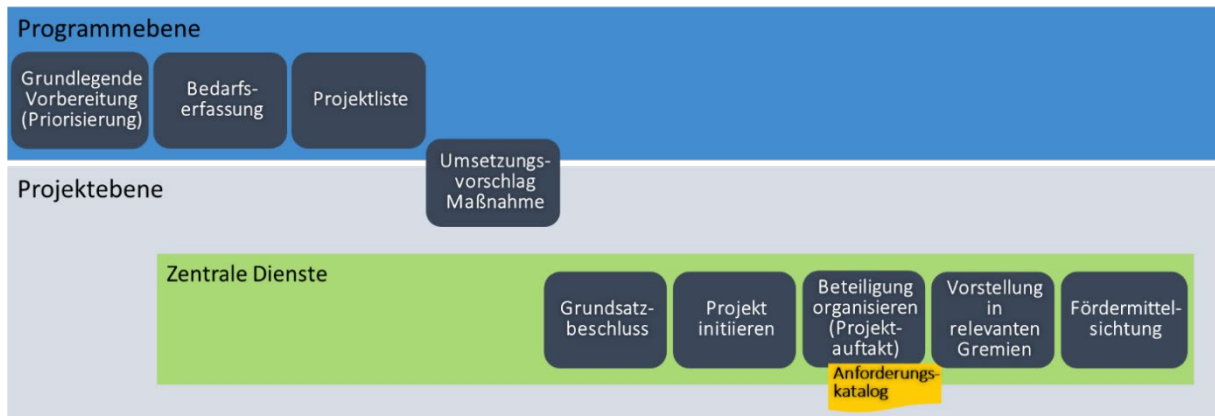 Programmebene
Grundlegende
Vorbereitung
(Priorisierung)
Bedarfs-
erfassung
Projektliste
Umsetzungs-
vorschlag
Maßnahme
Projektebene
Zentrale Dienste
Grundsatz-
beschluss
Projekt
initiieren
Beteiligung
organisieren
(Projekt-
auftakt)
Anforderungs-
katalog
Vorstellung
in
relevanten
Gremien
Fördermittel-
sichtung